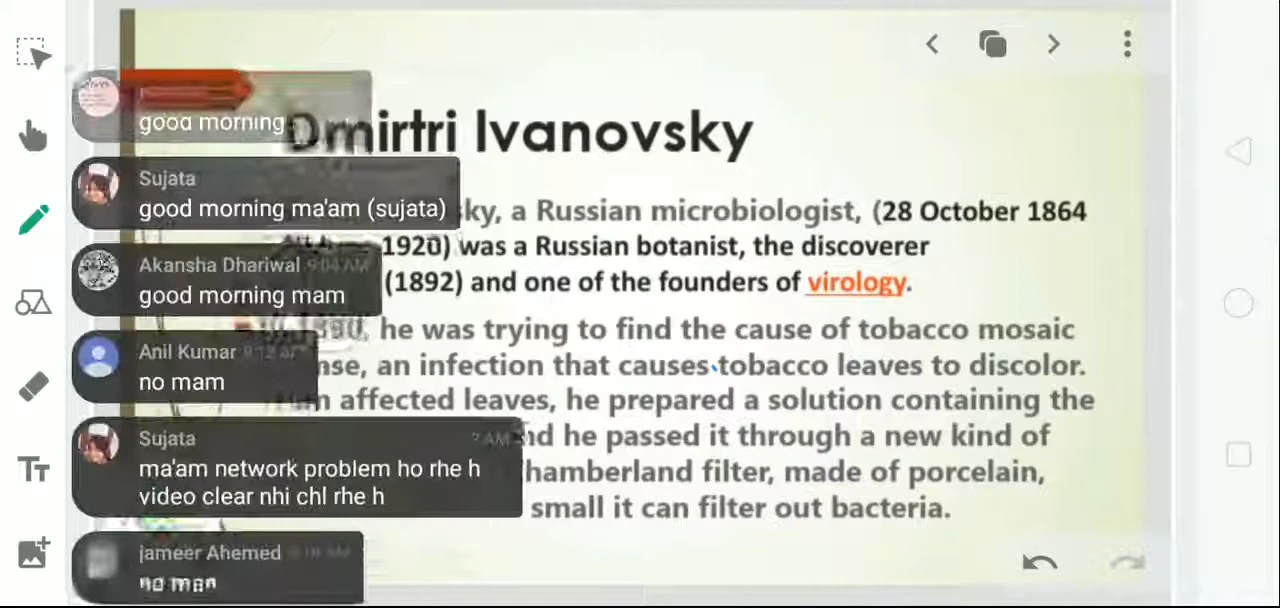 good morning
Dmirtri Ivanovsky
Sujata
good morning ma'am (sujata)
sky, a Russian microbiologist, (28 October 1864
1920) was a Russian botanist, the discoverer
(1892) and one of the founders of virology.
Akansha Dhariwal 9:04 AM
good morning mam
he was trying to find the cause of tobacco mosaic
an infection that causes tobacco leaves to discolor.
affected leaves, he prepared a solution containing the
he passed it through a new kind of
hamberland filter, made of porcelain,
small it can filter out bacteria.
Anil Kumar
no mam
Sujata
ma'am network problem ho rhe h
video clear nhi chl rhe h
jameer Ahemed
Tт